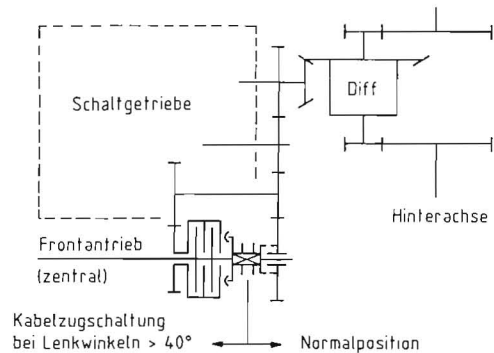 Schaltgetriebe
Diff
Hinterachse
Frontantrieb
(zentral)
Kabelzugschaltung
bei Lenkwinkeln > 40°
Normalposition